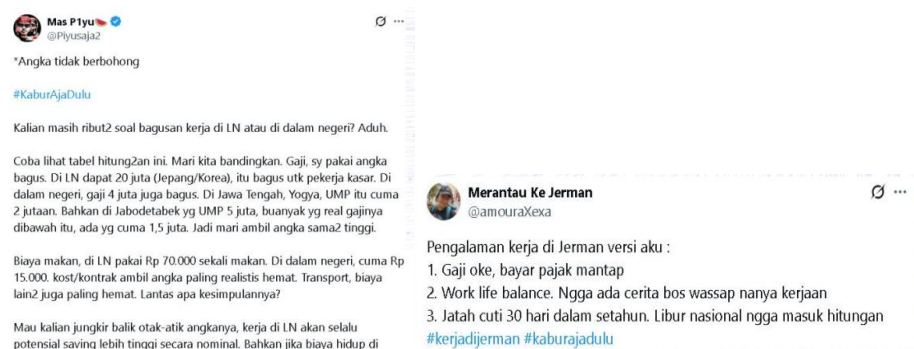 Mas P1yu🍉
@Piyusaja2
*Angka tidak berbohong
#KaburAjaDulu
Kalian masih ribut2 soal bagusan kerja di LN atau di dalam negeri? Aduh.
Coba lihat tabel hitung2an ini. Mari kita bandingkan. Gaji, sy pakai angka
bagus. Di LN dapat 20 juta (Jepang/Korea), itu bagus utk pekerja kasar. Di
dalam negeri, gaji 4 juta juga bagus. Di Jawa Tengah, Yogya, UMP itu cuma
2 jutaan. Bahkan di Jabodetabek yg UMP 5 juta, buanyak yg real gajinya
dibawah itu, ada yg cuma 1,5 juta. Jadi mari ambil angka sama2 tinggi.
Biaya makan, di LN pakai Rp 70.000 sekali makan. Di dalam negeri, cuma Rp
15.000. kost/kontrak ambil angka paling realistis hemat. Transport, biaya
lain2 juga paling hemat. Lantas apa kesimpulannya?
Mau kalian jungkir balik otak-atik angkanya, kerja di LN akan selalu
potensial saving lebih tinggi secara nominal. Bahkan jika biaya hidup di
Merantau Ke Jerman
@amouraXexa
Pengalaman kerja di Jerman versi aku :
1. Gaji oke, bayar pajak mantap
2. Work life balance. Ngga ada cerita bos wassap nanya kerjaan
3. Jatah cuti 30 hari dalam setahun. Libur nasional ngga masuk hitungan
#kerjadijerman #kaburajadulu